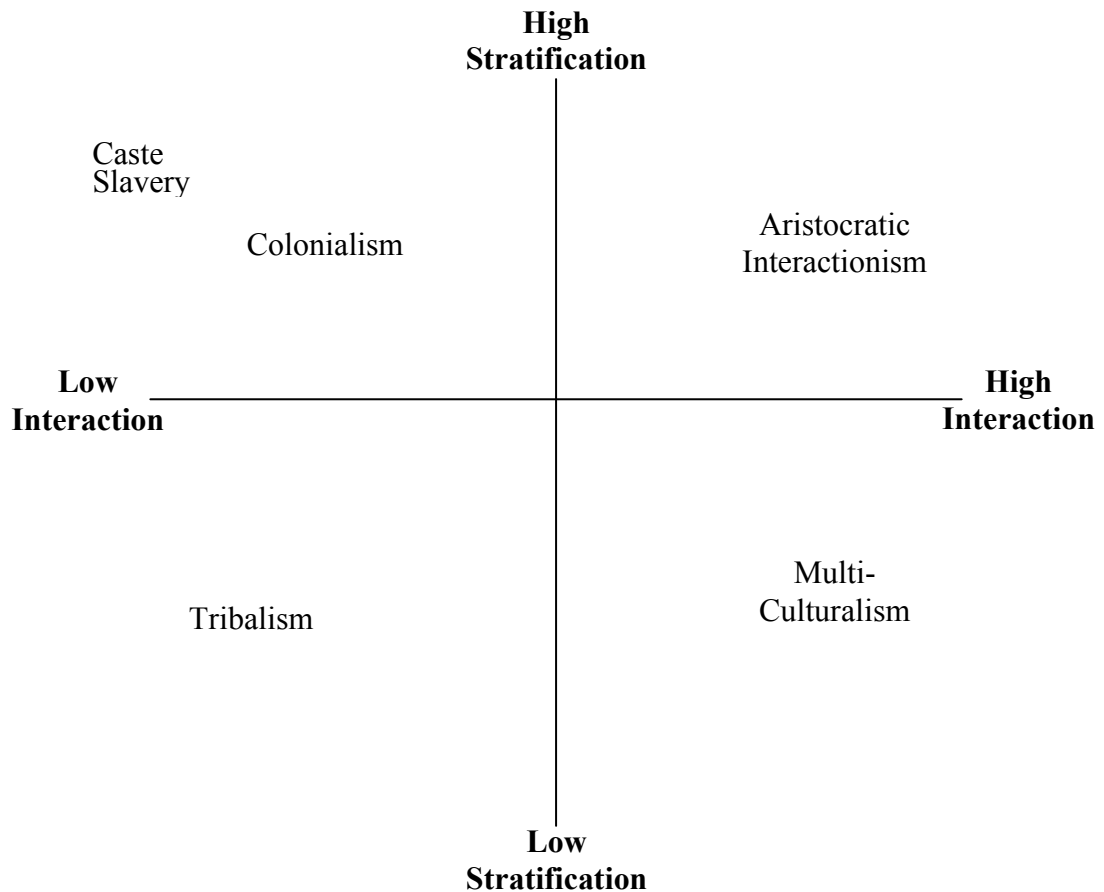 High
Stratification
Caste
Slavery
Colonialism
Aristocratic
Interactionism
Low
Interaction
High
Interaction
Tribalism
Multi-
Culturalism
Low
Stratification